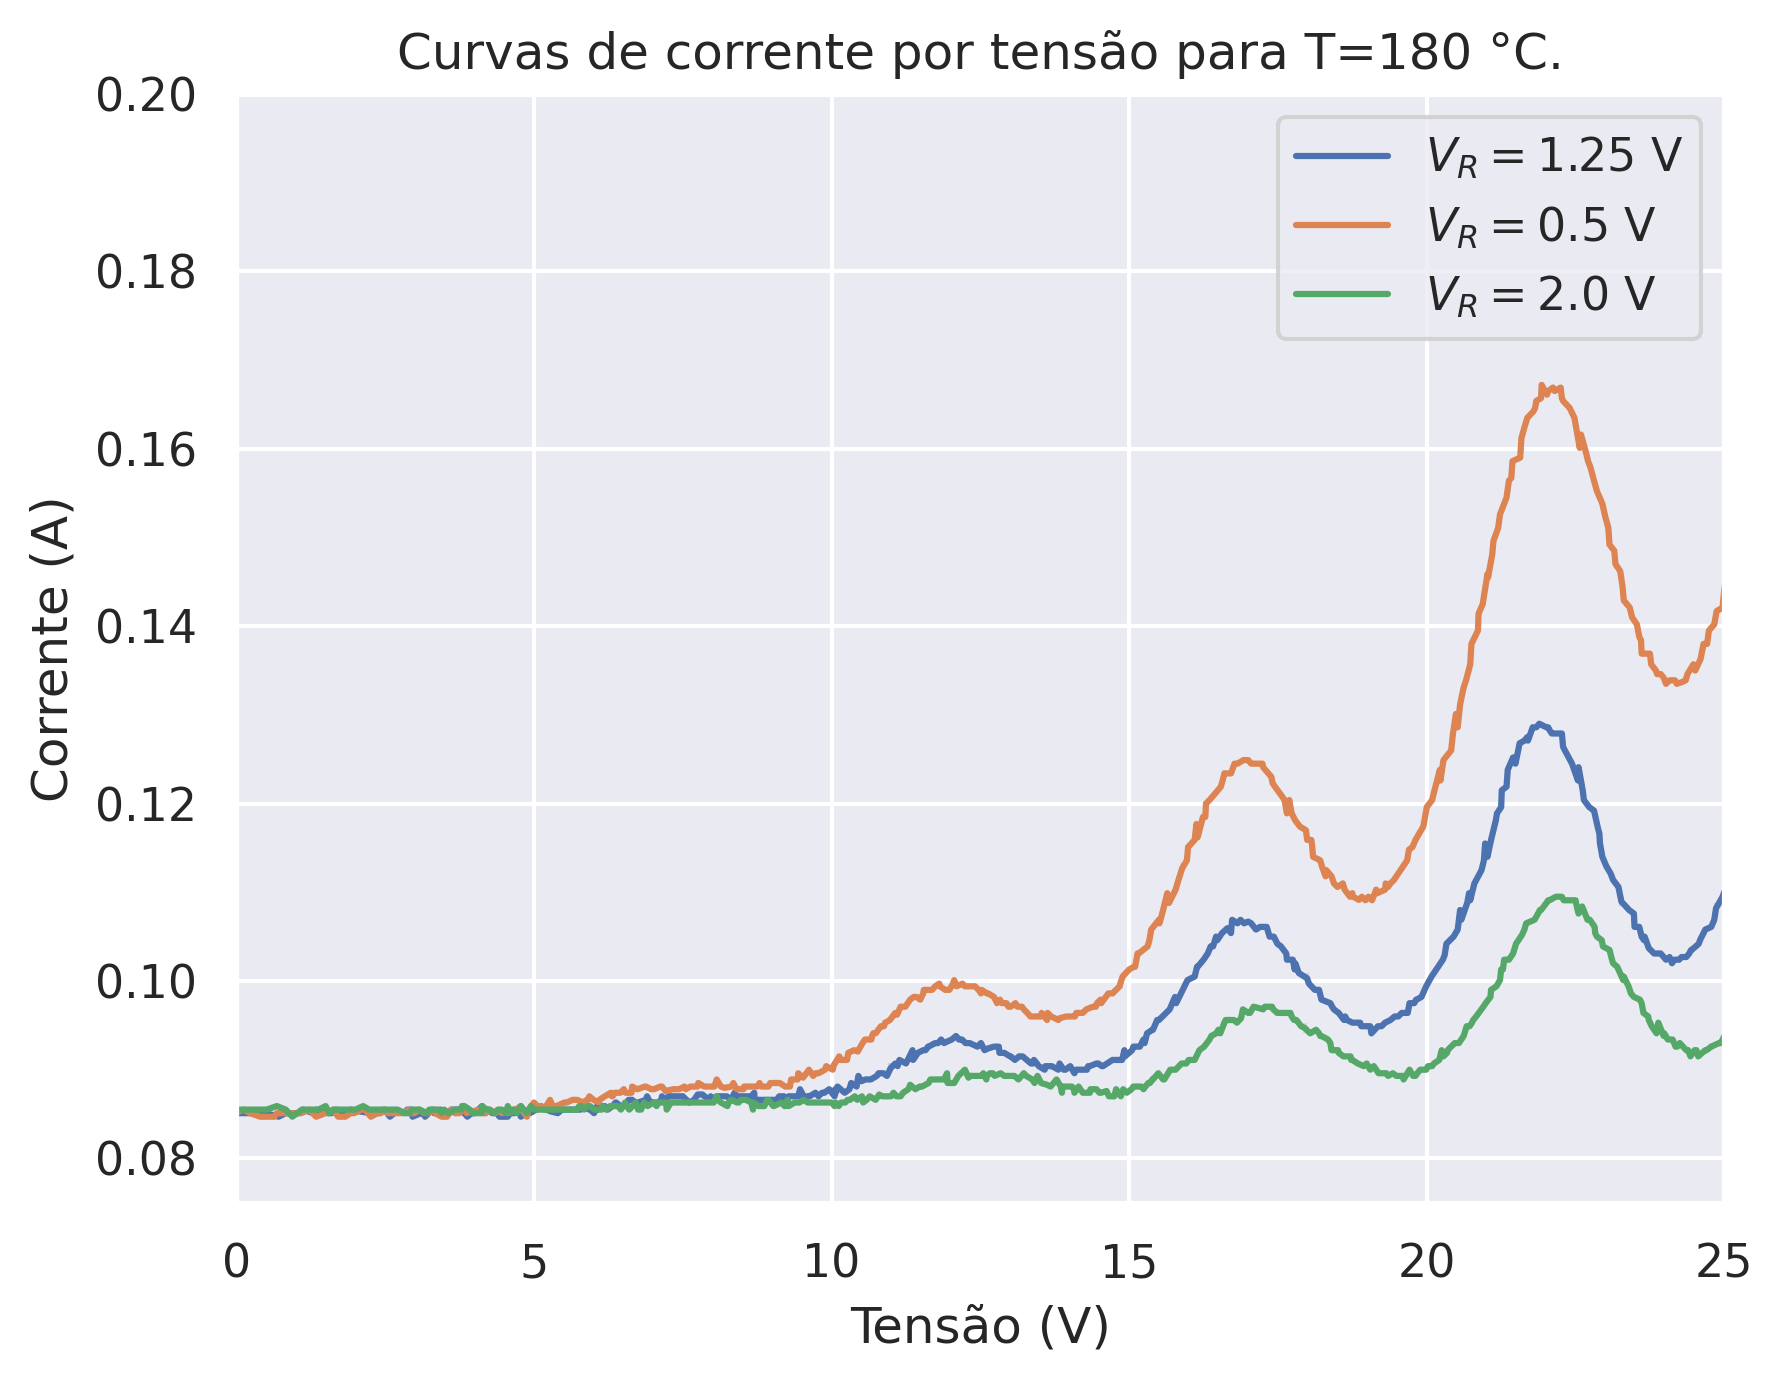 Curvas de corrente por tensão para T=180 °C.
V_R = 1.25 V
V_R = 0.5 V
V_R = 2.0 V
Corrente (A)
0.20
0.18
0.16
0.14
0.12
0.10
0.08
0 5 10 15 20 25
Tensão (V)